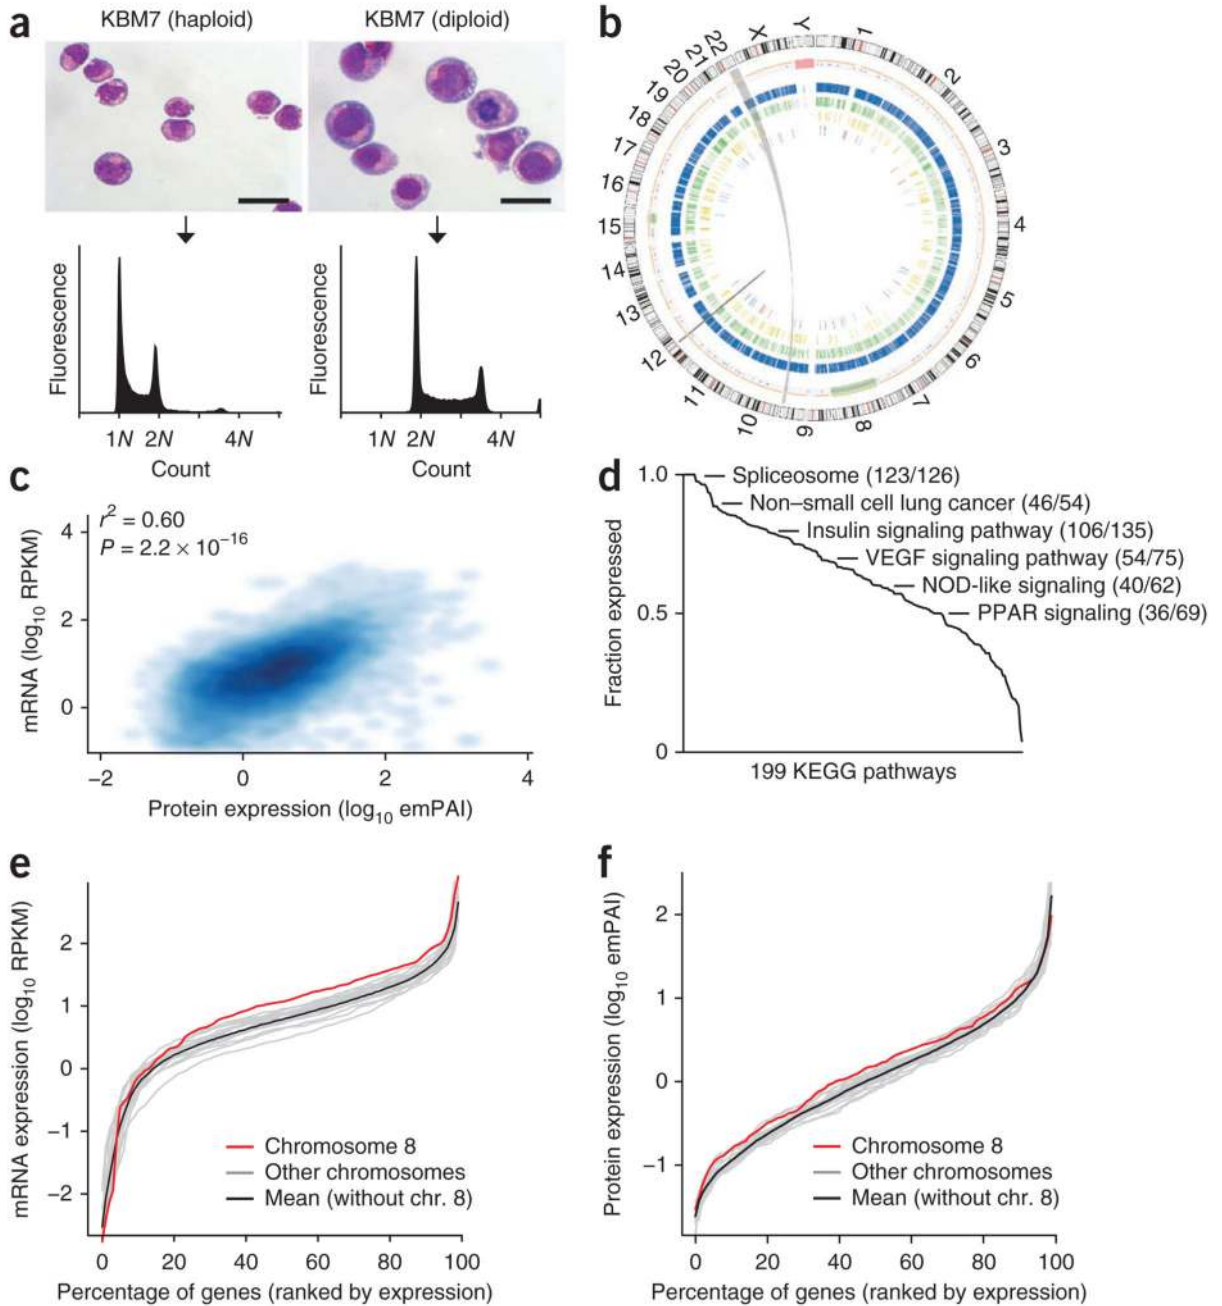 a
KBM7 (haploid)
KBM7 (diploid)
Fluorescence
1N 2N 4N
Count
Fluorescence
1N 2N 4N
Count
b
1
2
3
4
5
6
7
8
9
10
11
12
13
14
15
16
17
18
19
20
21
22
X
Y
c
r² = 0.60
P = 2.2 × 10⁻¹⁶
mRNA (log₁₀ RPKM)
4
2
0
−2 0 2 4
Protein expression (log₁₀ emPAI)
d
Fraction expressed
1.0
0.5
0
Spliceosome (123/126)
Non–small cell lung cancer (46/54)
Insulin signaling pathway (106/135)
VEGF signaling pathway (54/75)
NOD-like signaling (40/62)
PPAR signaling (36/69)
199 KEGG pathways
e
mRNA expression (log₁₀ RPKM)
2
1
0
−1
−2
Chromosome 8
Other chromosomes
Mean (without chr. 8)
0 20 40 60 80 100
Percentage of genes (ranked by expression)
f
Protein expression (log₁₀ emPAI)
2
1
0
−1
Chromosome 8
Other chromosomes
Mean (without chr. 8)
0 20 40 60 80 100
Percentage of genes (ranked by expression)